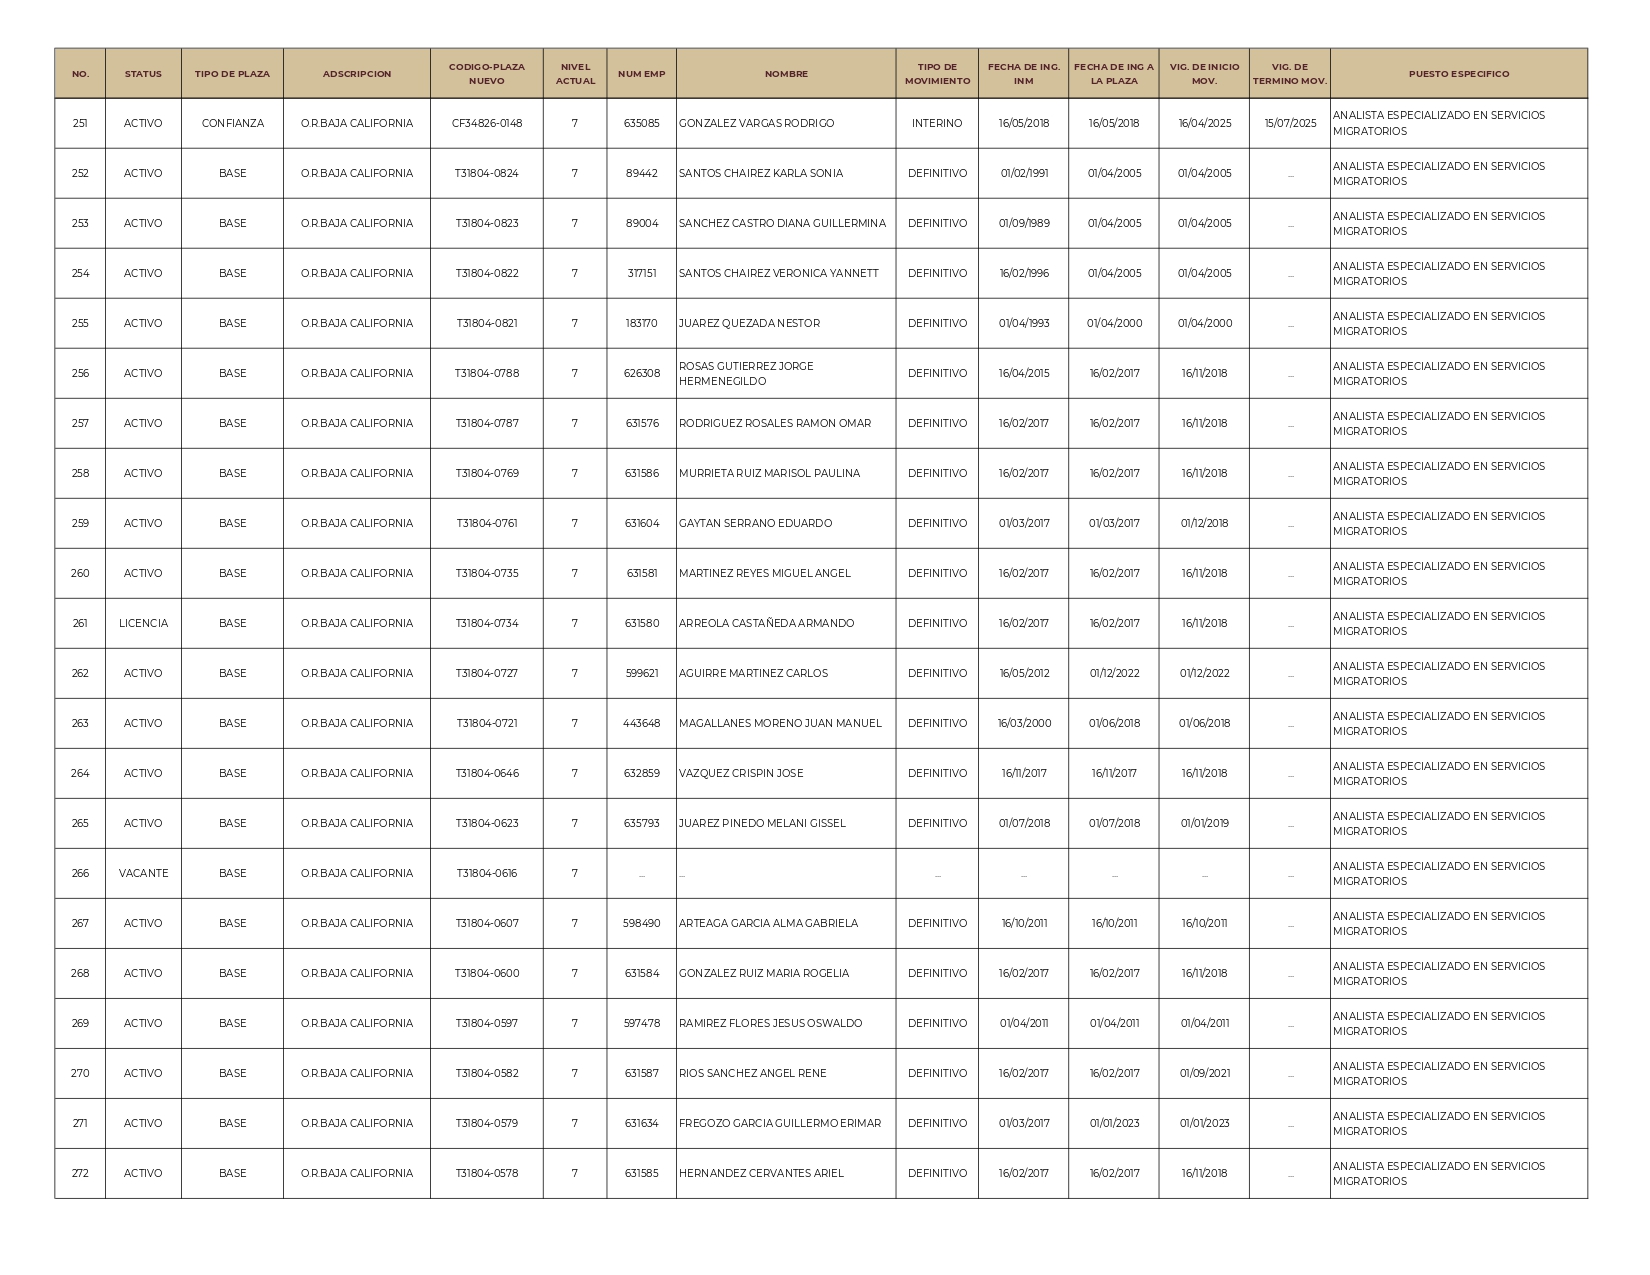 NO. STATUS TIPO DE PLAZA ADSCRIPCION CODIGO-PLAZA NUEVO NIVEL ACTUAL NUM EMP NOMBRE TIPO DE MOVIMIENTO FECHA DE ING. INM FECHA DE ING A LA PLAZA VIG. DE INICIO MOV. VIG. DE TERMINO MOV. PUESTO ESPECIFICO
251 ACTIVO CONFIANZA O.R.BAJA CALIFORNIA CF34826-0148 7 635085 GONZALEZ VARGAS RODRIGO INTERINO 16/05/2018 16/05/2018 16/04/2025 15/07/2025 ANALISTA ESPECIALIZADO EN SERVICIOS MIGRATORIOS
252 ACTIVO BASE O.R.BAJA CALIFORNIA T31804-0824 7 89442 SANTOS CHAIREZ KARLA SONIA DEFINITIVO 01/02/1991 01/04/2005 01/04/2005 ... ANALISTA ESPECIALIZADO EN SERVICIOS MIGRATORIOS
253 ACTIVO BASE O.R.BAJA CALIFORNIA T31804-0823 7 89004 SANCHEZ CASTRO DIANA GUILLERMINA DEFINITIVO 01/09/1989 01/04/2005 01/04/2005 ... ANALISTA ESPECIALIZADO EN SERVICIOS MIGRATORIOS
254 ACTIVO BASE O.R.BAJA CALIFORNIA T31804-0822 7 317151 SANTOS CHAIREZ VERONICA YANNETT DEFINITIVO 16/02/1996 01/04/2005 01/04/2005 ... ANALISTA ESPECIALIZADO EN SERVICIOS MIGRATORIOS
255 ACTIVO BASE O.R.BAJA CALIFORNIA T31804-0821 7 183170 JUAREZ QUEZADA NESTOR DEFINITIVO 01/04/1993 01/04/2000 01/04/2000 ... ANALISTA ESPECIALIZADO EN SERVICIOS MIGRATORIOS
256 ACTIVO BASE O.R.BAJA CALIFORNIA T31804-0788 7 626308 ROSAS GUTIERREZ JORGE HERMENEGILDO DEFINITIVO 16/04/2015 16/02/2017 16/11/2018 ... ANALISTA ESPECIALIZADO EN SERVICIOS MIGRATORIOS
257 ACTIVO BASE O.R.BAJA CALIFORNIA T31804-0787 7 631576 RODRIGUEZ ROSALES RAMON OMAR DEFINITIVO 16/02/2017 16/02/2017 16/11/2018 ... ANALISTA ESPECIALIZADO EN SERVICIOS MIGRATORIOS
258 ACTIVO BASE O.R.BAJA CALIFORNIA T31804-0769 7 631586 MURRIETA RUIZ MARISOL PAULINA DEFINITIVO 16/02/2017 16/02/2017 16/11/2018 ... ANALISTA ESPECIALIZADO EN SERVICIOS MIGRATORIOS
259 ACTIVO BASE O.R.BAJA CALIFORNIA T31804-0761 7 631604 GAYTAN SERRANO EDUARDO DEFINITIVO 01/03/2017 01/03/2017 01/12/2018 ... ANALISTA ESPECIALIZADO EN SERVICIOS MIGRATORIOS
260 ACTIVO BASE O.R.BAJA CALIFORNIA T31804-0735 7 631581 MARTINEZ REYES MIGUEL ANGEL DEFINITIVO 16/02/2017 16/02/2017 16/11/2018 ... ANALISTA ESPECIALIZADO EN SERVICIOS MIGRATORIOS
261 LICENCIA BASE O.R.BAJA CALIFORNIA T31804-0734 7 631580 ARREOLA CASTAÑEDA ARMANDO DEFINITIVO 16/02/2017 16/02/2017 16/11/2018 ... ANALISTA ESPECIALIZADO EN SERVICIOS MIGRATORIOS
262 ACTIVO BASE O.R.BAJA CALIFORNIA T31804-0727 7 599621 AGUIRRE MARTINEZ CARLOS DEFINITIVO 16/05/2012 01/12/2022 01/12/2022 ... ANALISTA ESPECIALIZADO EN SERVICIOS MIGRATORIOS
263 ACTIVO BASE O.R.BAJA CALIFORNIA T31804-0721 7 443648 MAGALLANES MORENO JUAN MANUEL DEFINITIVO 16/03/2000 01/06/2018 01/06/2018 ... ANALISTA ESPECIALIZADO EN SERVICIOS MIGRATORIOS
264 ACTIVO BASE O.R.BAJA CALIFORNIA T31804-0646 7 632859 VAZQUEZ CRISPIN JOSE DEFINITIVO 16/11/2017 16/11/2017 16/11/2018 ... ANALISTA ESPECIALIZADO EN SERVICIOS MIGRATORIOS
265 ACTIVO BASE O.R.BAJA CALIFORNIA T31804-0623 7 635793 JUAREZ PINEDO MELANI GISSEL DEFINITIVO 01/07/2018 01/07/2018 01/01/2019 ... ANALISTA ESPECIALIZADO EN SERVICIOS MIGRATORIOS
266 VACANTE BASE O.R.BAJA CALIFORNIA T31804-0616 7 ... ... ... ... ... ... ... ANALISTA ESPECIALIZADO EN SERVICIOS MIGRATORIOS
267 ACTIVO BASE O.R.BAJA CALIFORNIA T31804-0607 7 598490 ARTEAGA GARCIA ALMA GABRIELA DEFINITIVO 16/10/2011 16/10/2011 16/10/2011 ... ANALISTA ESPECIALIZADO EN SERVICIOS MIGRATORIOS
268 ACTIVO BASE O.R.BAJA CALIFORNIA T31804-0600 7 631584 GONZALEZ RUIZ MARIA ROGELIA DEFINITIVO 16/02/2017 16/02/2017 16/11/2018 ... ANALISTA ESPECIALIZADO EN SERVICIOS MIGRATORIOS
269 ACTIVO BASE O.R.BAJA CALIFORNIA T31804-0597 7 597478 RAMIREZ FLORES JESUS OSWALDO DEFINITIVO 01/04/2011 01/04/2011 01/04/2011 ... ANALISTA ESPECIALIZADO EN SERVICIOS MIGRATORIOS
270 ACTIVO BASE O.R.BAJA CALIFORNIA T31804-0582 7 631587 RIOS SANCHEZ ANGEL RENE DEFINITIVO 16/02/2017 16/02/2017 01/09/2021 ... ANALISTA ESPECIALIZADO EN SERVICIOS MIGRATORIOS
271 ACTIVO BASE O.R.BAJA CALIFORNIA T31804-0579 7 631634 FREGOZO GARCIA GUILLERMO ERIMAR DEFINITIVO 01/03/2017 01/01/2023 01/01/2023 ... ANALISTA ESPECIALIZADO EN SERVICIOS MIGRATORIOS
272 ACTIVO BASE O.R.BAJA CALIFORNIA T31804-0578 7 631585 HERNANDEZ CERVANTES ARIEL DEFINITIVO 16/02/2017 16/02/2017 16/11/2018 ... ANALISTA ESPECIALIZADO EN SERVICIOS MIGRATORIOS